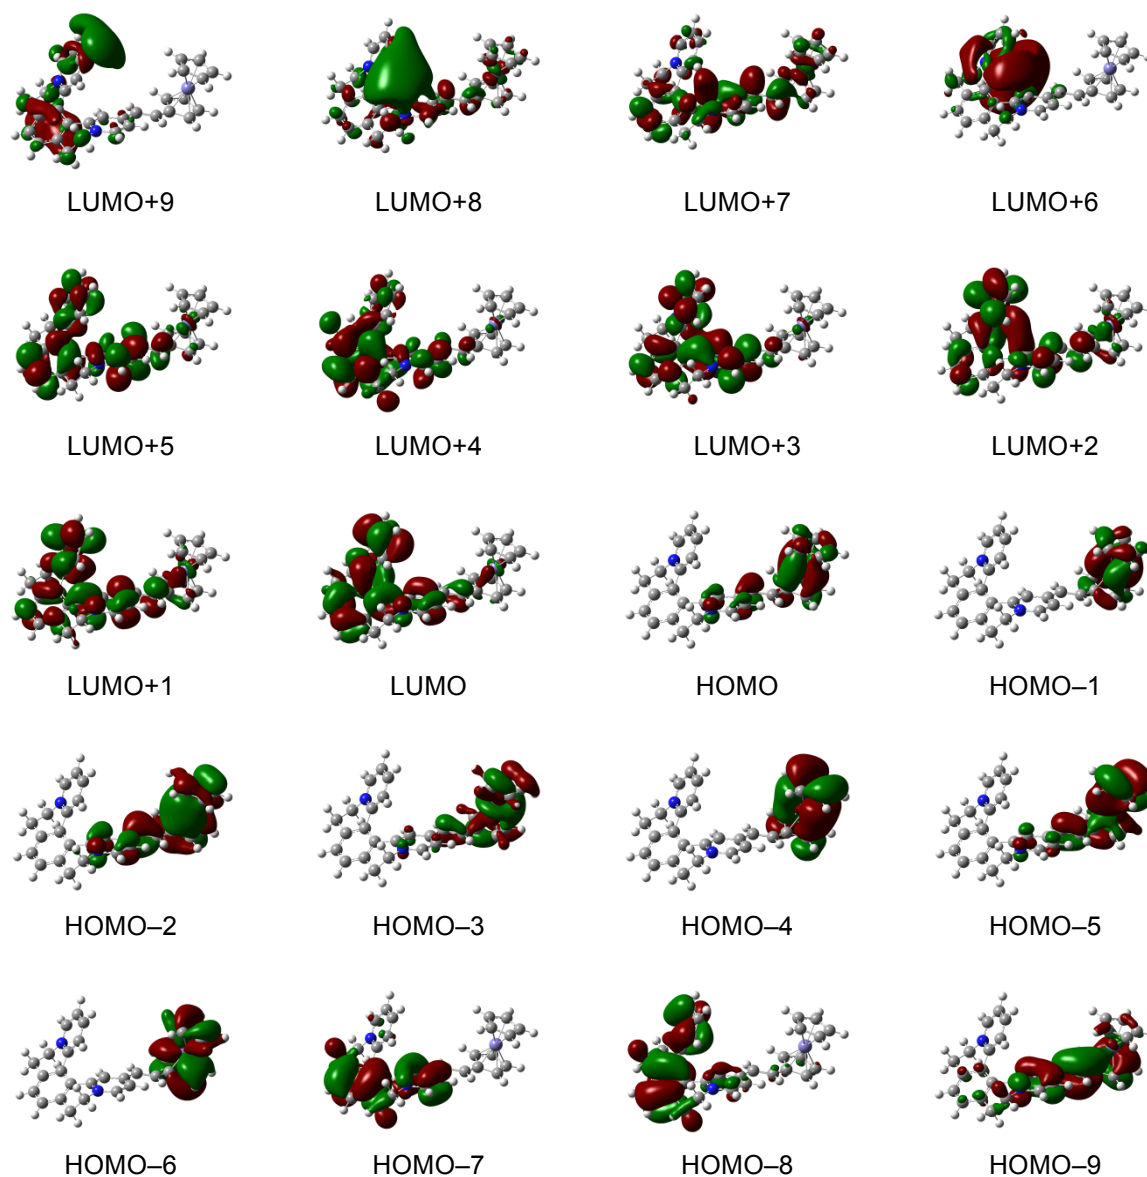 LUMO+9 LUMO+8 LUMO+7 LUMO+6
LUMO+5 LUMO+4 LUMO+3 LUMO+2
LUMO+1 LUMO HOMO HOMO–1
HOMO–2 HOMO–3 HOMO–4 HOMO–5
HOMO–6 HOMO–7 HOMO–8 HOMO–9